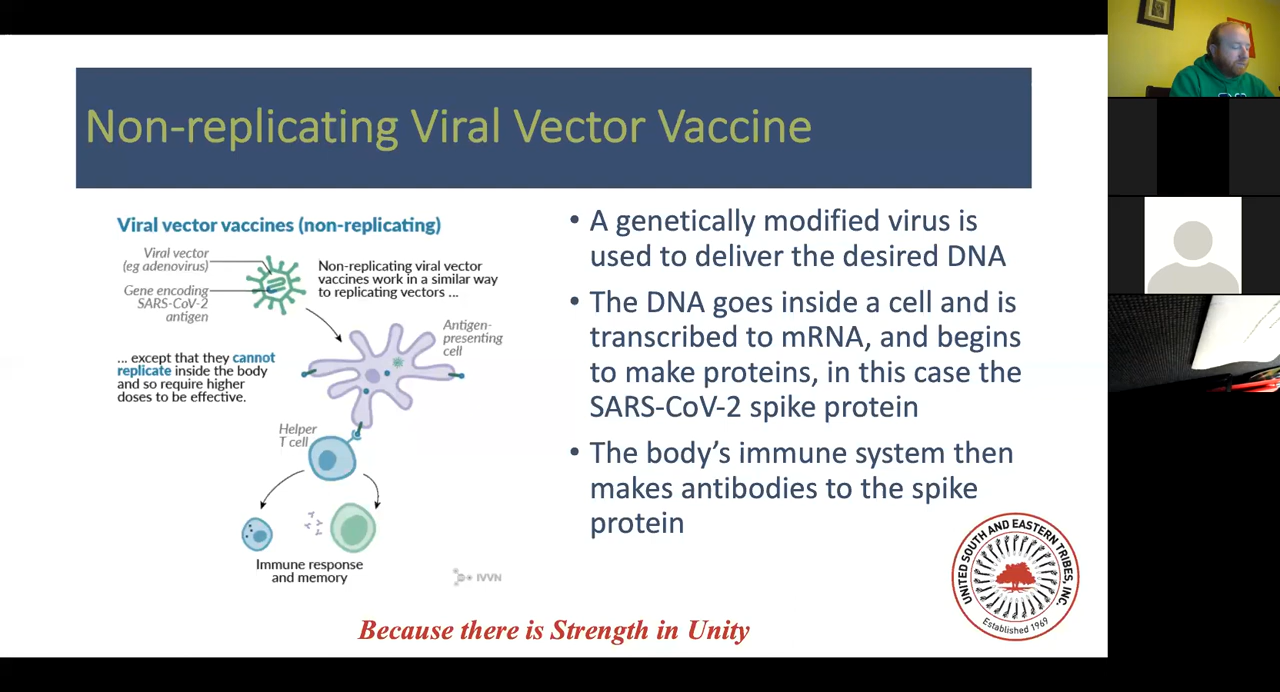 Non-replicating Viral Vector Vaccine
Viral vector vaccines (non-replicating)
Viral vector
(eg adenovirus)
Gene encoding
SARS-CoV-2
antigen
Non-replicating viral vector
vaccines work in a similar way
to replicating vectors ...
Antigen-
presenting
cell
... except that they cannot
replicate inside the body
and so require higher
doses to be effective.
Helper
T cell
Immune response
and memory
IVVN
• A genetically modified virus is
used to deliver the desired DNA
• The DNA goes inside a cell and is
transcribed to mRNA, and begins
to make proteins, in this case the
SARS-CoV-2 spike protein
• The body’s immune system then
makes antibodies to the spike
protein
UNITED SOUTH AND EASTERN TRIBES, INC.
Established 1969
Because there is Strength in Unity